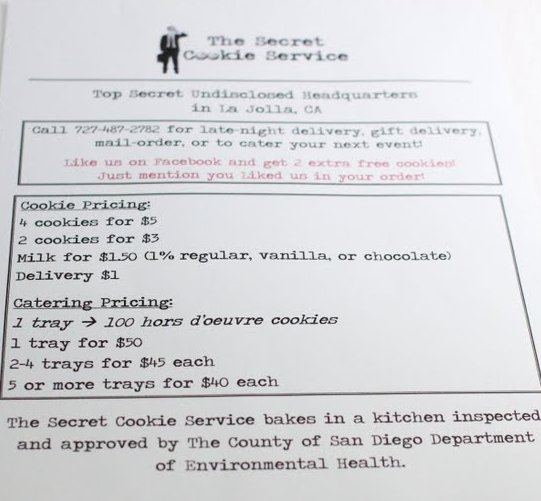 The Secret
Cookie Service
Top Secret Undisclosed Headquarters
in La Jolla, CA
Call 727-487-2782 for late-night delivery, gift delivery,
mail-order, or to cater your next event!
Like us on Facebook and get 2 extra free cookies!
Just mention you Liked us in your order!
Cookie Pricing:
4 cookies for $5
2 cookies for $3
Milk for $1.50 (1% regular, vanilla, or chocolate)
Delivery $1
Catering Pricing:
1 tray → 100 hors d'oeuvre cookies
1 tray for $50
2-4 trays for $45 each
5 or more trays for $40 each
The Secret Cookie Service bakes in a kitchen inspected
and approved by The County of San Diego Department
of Environmental Health.